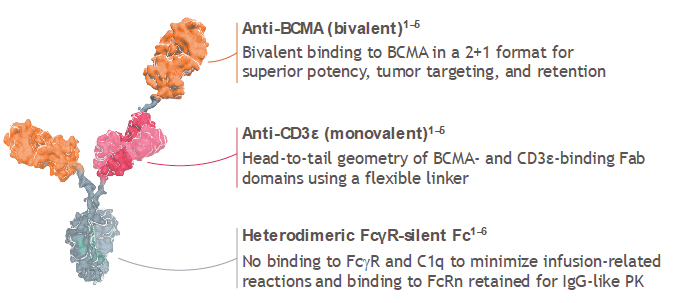 Anti-BCMA (bivalent)¹⁻⁵
Bivalent binding to BCMA in a 2+1 format for
superior potency, tumor targeting, and retention
Anti-CD3ε (monovalent)¹⁻⁵
Head-to-tail geometry of BCMA- and CD3ε-binding Fab
domains using a flexible linker
Heterodimeric FcγR-silent Fc¹⁻⁶
No binding to FcγR and C1q to minimize infusion-related
reactions and binding to FcRn retained for IgG-like PK